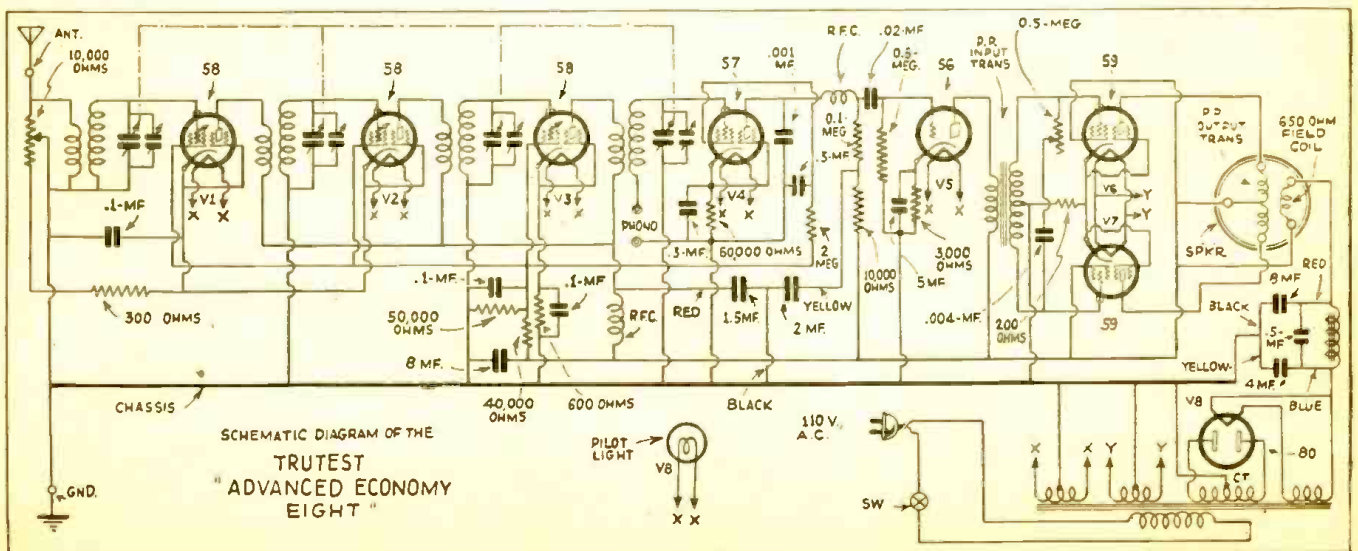 ANT.
10,000
OHMS
58
58
58
57
.001
MF.
R.F.C.
.02-MF
0.5-
MEG.
56
P.P.
INPUT
TRANS
0.5-MEG
59
P.P.
OUTPUT
TRANS
650 OHM
FIELD
COIL
0.1-
MEG
.5-MF.
V1
X X
V2
X X
V3
X X
V4
X X
V5
X X
V6
Y
V7
Y
.1-MF
PHONO
.5-MF.
60,000 OHMS
2
MEG
10,000
OHMS
3,000
OHMS
.5MF
SPKR.
59
8 MF.
RED
BLACK
300 OHMS
.1-MF.
.1-MF
50,000
OHMS
R.F.C.
RED
1.5MF.
2 MF.
YELLOW
.004-MF.
200
OHMS
.5-
MF
YELLOW
4 MF.
BLUE
8 MF.
CHASSIS
40,000
OHMS
600 OHMS
BLACK
110 V.
A.C.
V8
80
CT
SCHEMATIC DIAGRAM OF THE
TRUTEST
"ADVANCED ECONOMY
EIGHT"
PILOT
LIGHT
V8
X X
SW
X X Y Y
GND.